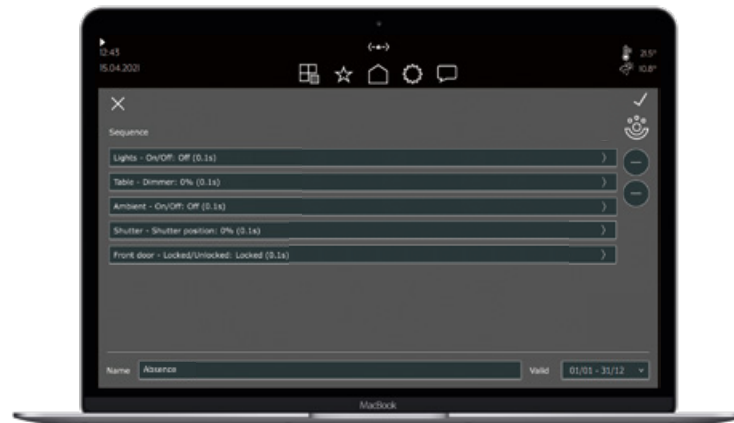 12:43
15.04.2021
21.5°
10.8°
Sequence
Lights - On/Off: Off (0.1s)
Table - Dimmer: 0% (0.1s)
Ambient - On/Off: Off (0.1s)
Shutter - Shutter position: 0% (0.1s)
Front door - Locked/Unlocked: Locked (0.1s)
Name Absence Valid 01/01 - 31/12
MacBook